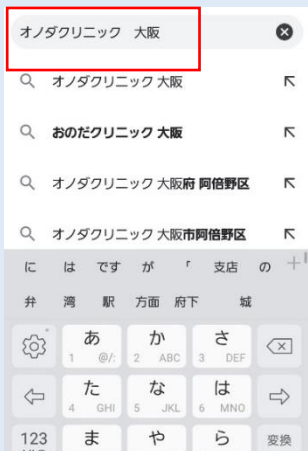 オノダクリニック　大阪
オノダクリニック 大阪
おのだクリニック 大阪
オノダクリニック 大阪府 阿倍野区
オノダクリニック 大阪市阿倍野区
に は です が 「 支店 の
弁 湾 駅 方面 府下 城
あ か さ
1 @/: 2 ABC 3 DEF
た な は
4 GHI 5 JKL 6 MNO
123 ま や ら 変換